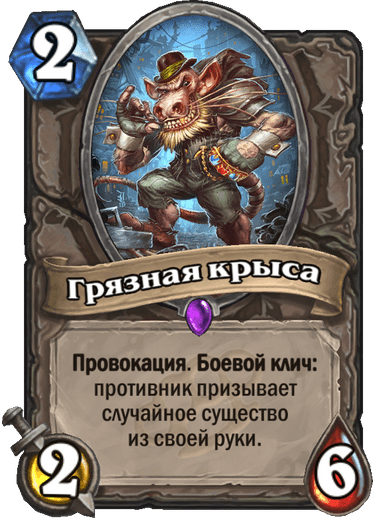 2
Грязная крыса
Провокация. Боевой клич:
противник призывает
случайное существо
из своей руки.
2
6